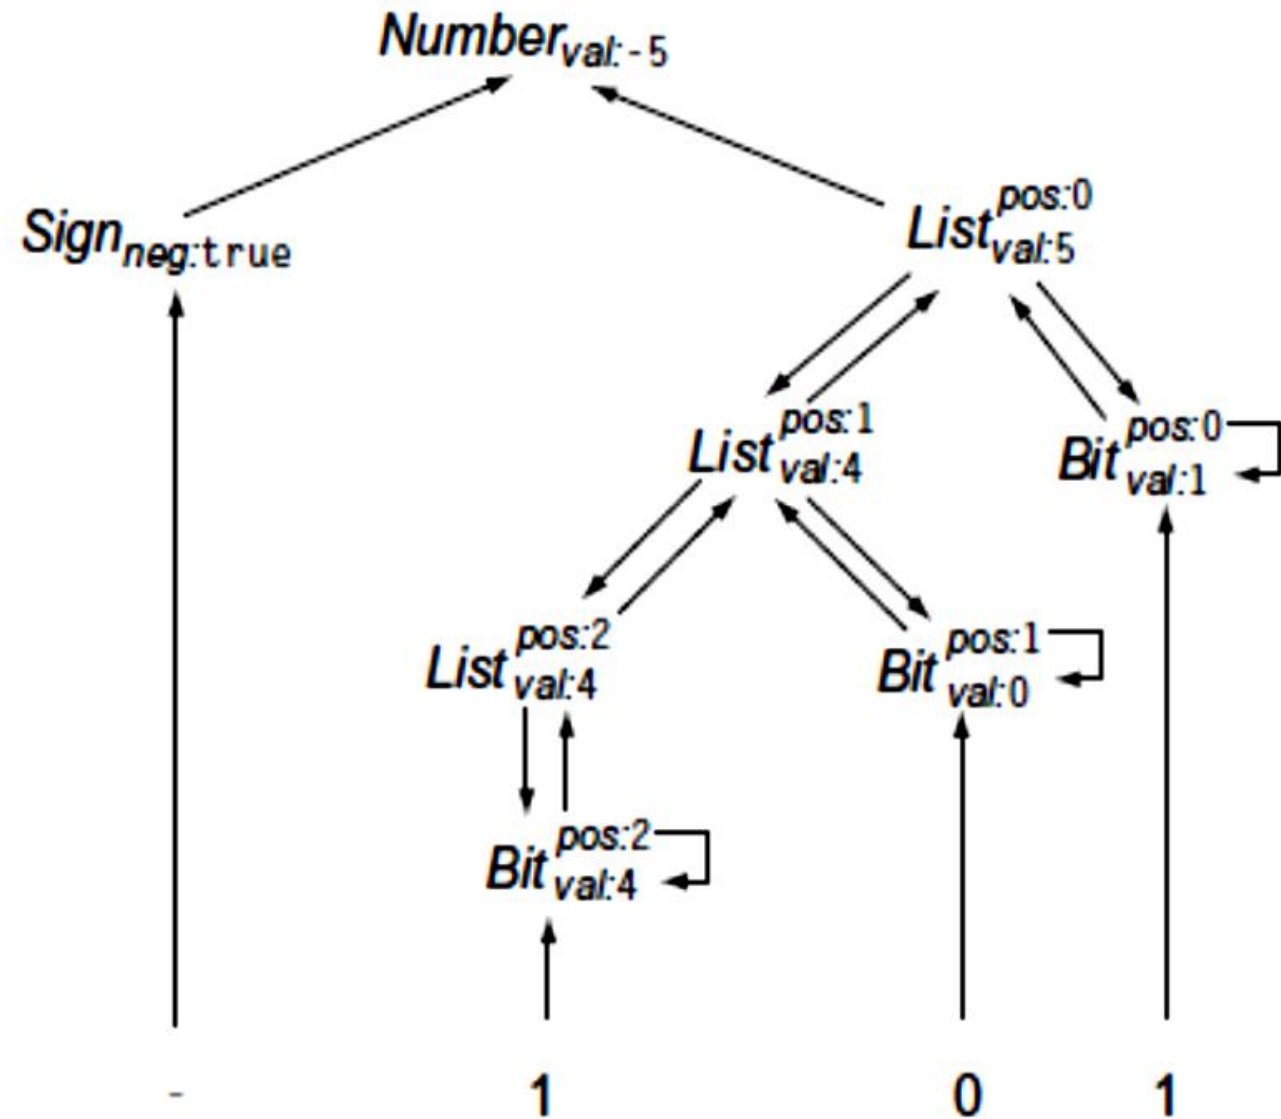 Number val:-5
Sign neg:true
List pos:0 val:5
List pos:1 val:4
Bit pos:0 val:1
List pos:2 val:4
Bit pos:1 val:0
Bit pos:2 val:4
- 1 0 1